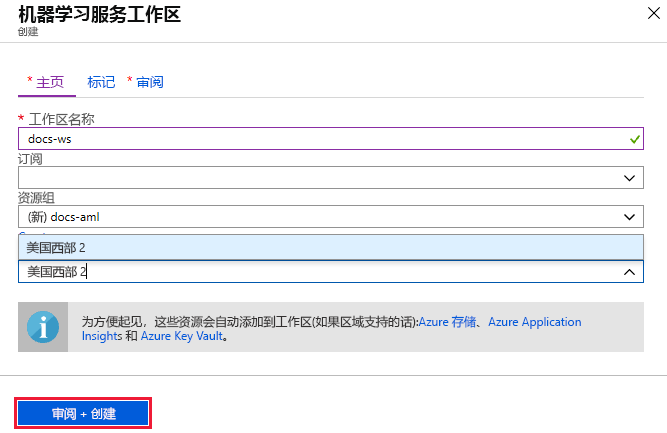 机器学习服务工作区
创建
* 主页 标记 * 审阅
* 工作区名称
docs-ws
订阅
资源组
(新) docs-aml
美国西部 2
美国西部 2
为方便起见，这些资源会自动添加到工作区(如果区域支持的话):Azure 存储、Azure Application
Insights 和 Azure Key Vault。
审阅 + 创建